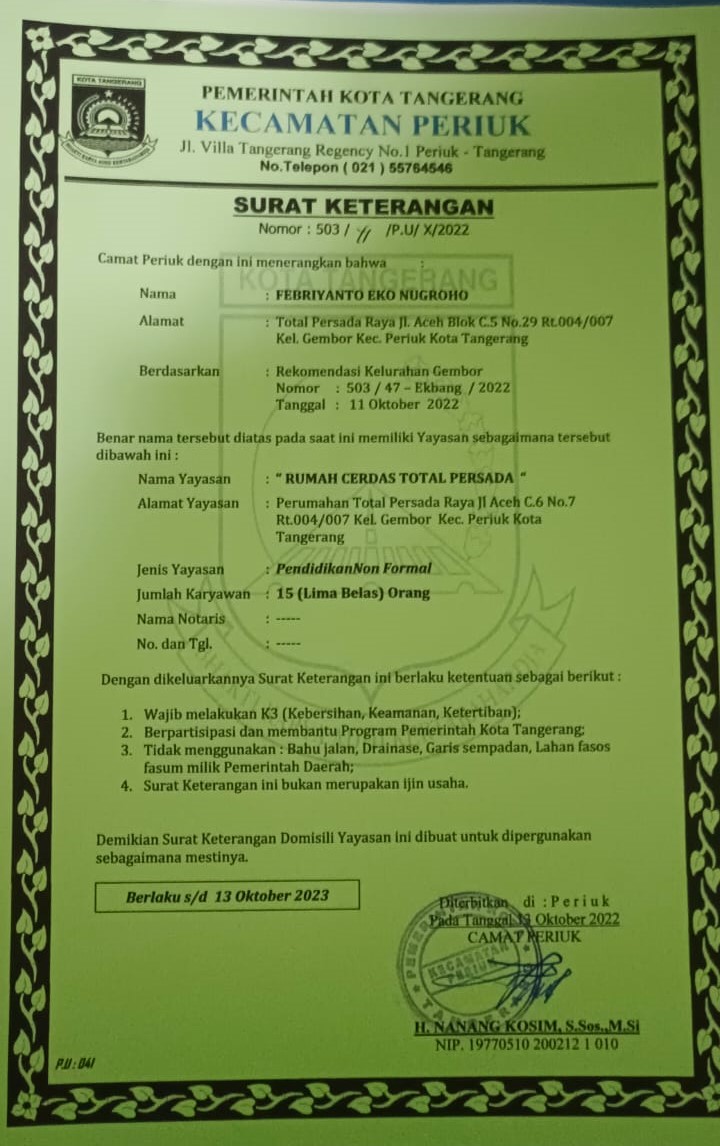 KOTA TANGERANG
PEMERINTAH KOTA TANGERANG
KECAMATAN PERIUK
Jl. Villa Tangerang Regency No.1 Periuk - Tangerang
No.Telepon ( 021 ) 55764546
SURAT KETERANGAN
Nomor : 503 / /P.U/ X/2022
Camat Periuk dengan ini menerangkan bahwa :
KOTA TANGERANG
Nama : FEBRIYANTO EKO NUGROHO
Alamat : Total Persada Raya Jl. Aceh Blok C.5 No.29 Rt.004/007
Kel. Gembor Kec. Periuk Kota Tangerang
Berdasarkan : Rekomendasi Kelurahan Gembor
Nomor : 503 / 47 – Ekbang / 2022
Tanggal : 11 Oktober 2022
Benar nama tersebut diatas pada saat ini memiliki Yayasan sebagaimana tersebut
dibawah ini :
Nama Yayasan : " RUMAH CERDAS TOTAL PERSADA "
Alamat Yayasan : Perumahan Total Persada Raya Jl Aceh C.6 No.7
Rt.004/007 Kel. Gembor Kec. Periuk Kota
Tangerang
Jenis Yayasan : PendidikanNon Formal
Jumlah Karyawan : 15 (Lima Belas) Orang
Nama Notaris : -----
No. dan Tgl. : -----
Dengan dikeluarkannya Surat Keterangan ini berlaku ketentuan sebagai berikut :
1. Wajib melakukan K3 (Kebersihan, Keamanan, Ketertiban);
2. Berpartisipasi dan membantu Program Pemerintah Kota Tangerang;
3. Tidak menggunakan : Bahu jalan, Drainase, Garis sempadan, Lahan fasos
fasum milik Pemerintah Daerah;
4. Surat Keterangan ini bukan merupakan ijin usaha.
Demikian Surat Keterangan Domisili Yayasan ini dibuat untuk dipergunakan
sebagaimana mestinya.
Berlaku s/d 13 Oktober 2023
Diterbitkan di : Periuk
Pada Tanggal 13 Oktober 2022
CAMAT PERIUK
KECAMATAN
PERIUK
H. NANANG KOSIM, S.Sos.,M.Si
NIP. 19770510 200212 1 010
P.U : 041